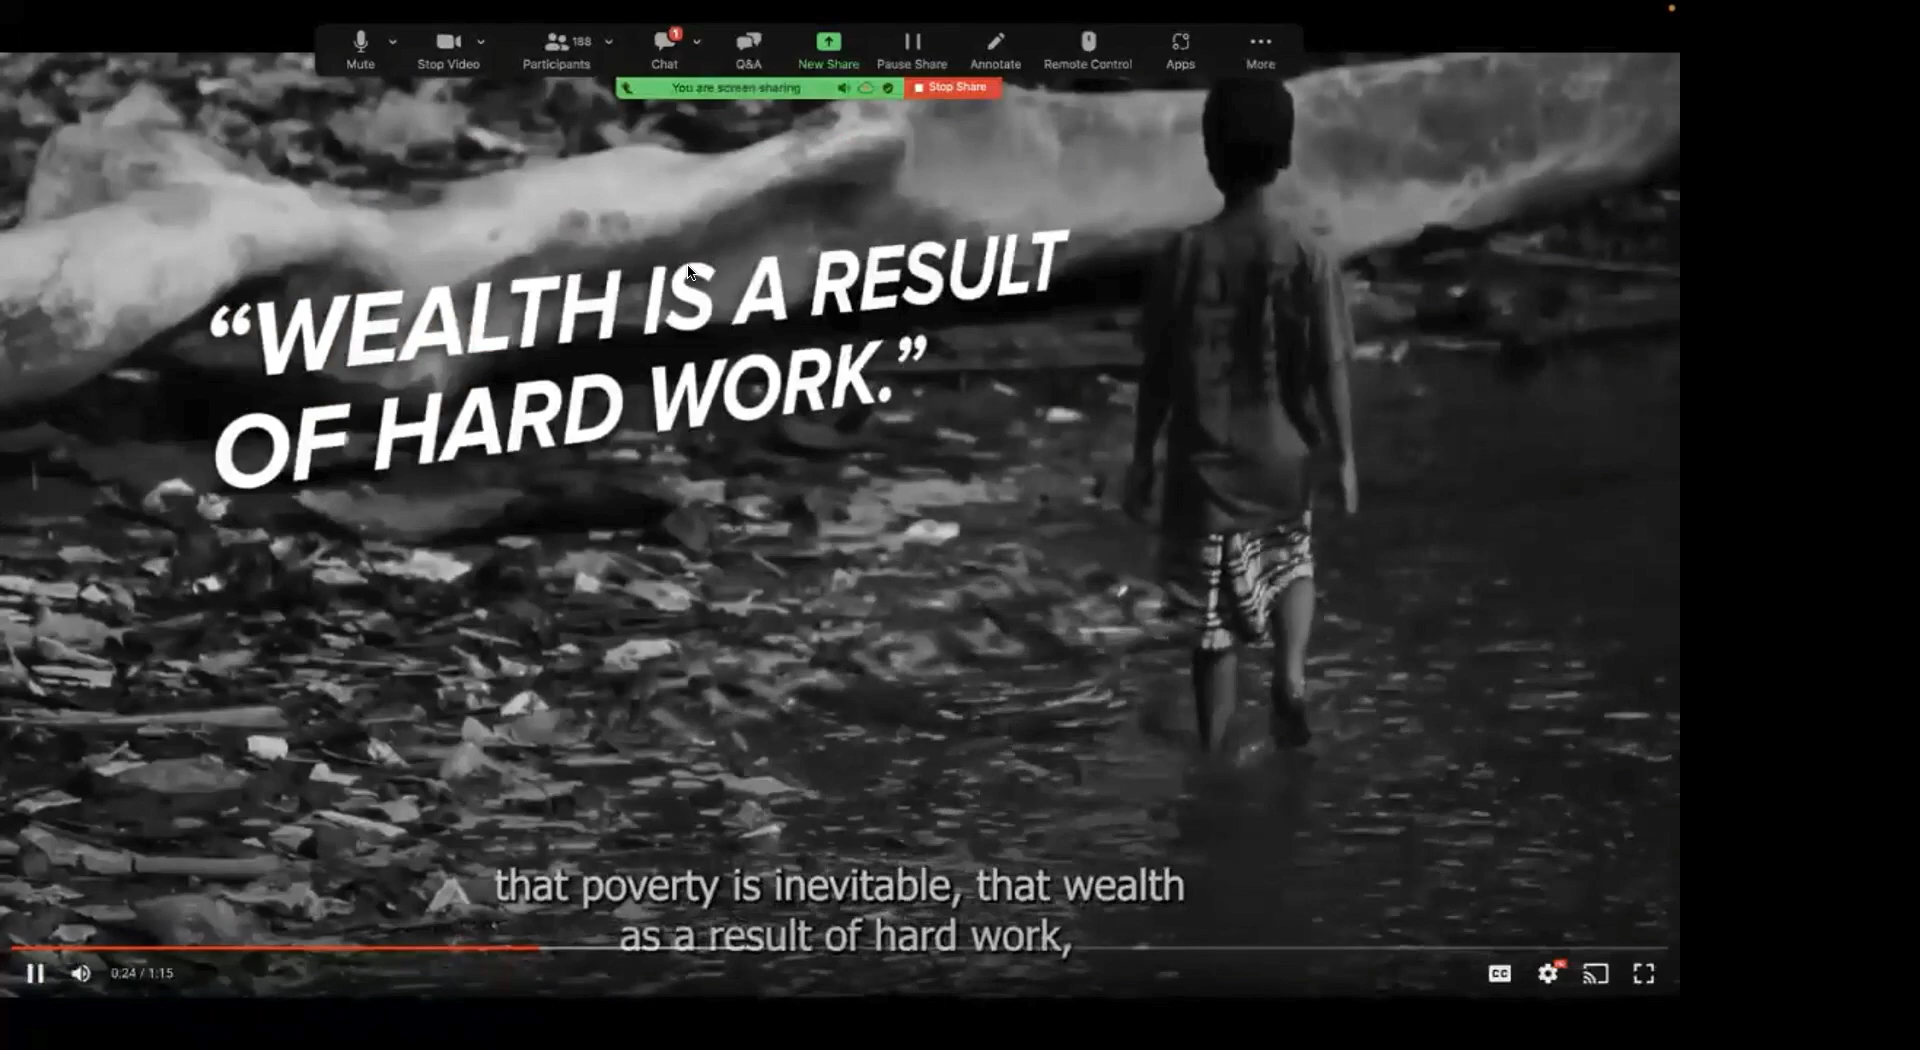 188
1
Mute
Stop Video
Participants
Chat
Q&A
New Share
Pause Share
Annotate
Remote Control
Apps
More
You are screen sharing
Stop Share
“WEALTH IS A RESULT
OF HARD WORK.”
that poverty is inevitable, that wealth
as a result of hard work,
0:24 / 1:15
CC